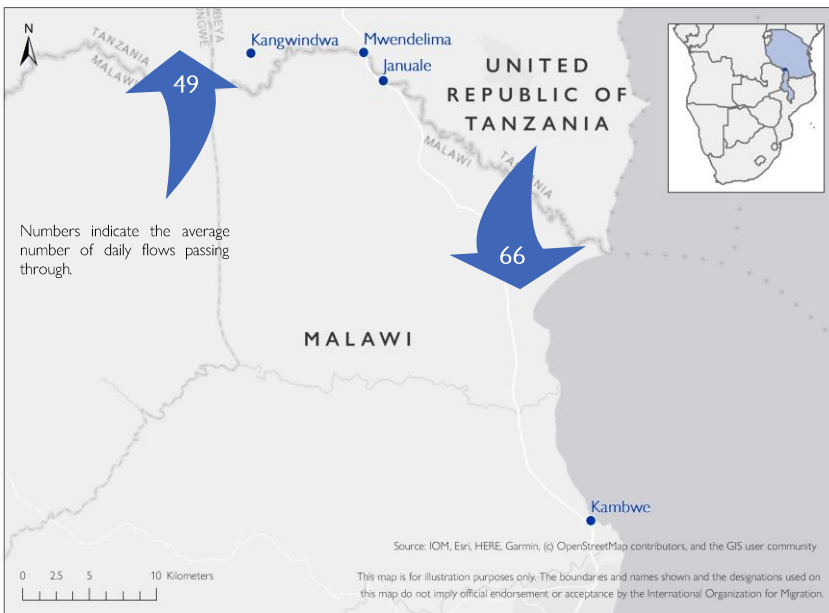 N
MBEYA
SONGWE
TANZANIA
MALAWI
Kangwindwa
Mwendelima
Januale
UNITED
REPUBLIC OF
TANZANIA
49
MALAWI
TANZANIA
Numbers indicate the average
number of daily flows passing
through.
66
MALAWI
Kambwe
Source: IOM, Esri, HERE, Garmin, (c) OpenStreetMap contributors, and the GIS user community
0 2.5 5 10 Kilometers
This map is for illustration purposes only. The boundaries and names shown and the designations used on
this map do not imply official endorsement or acceptance by the International Organization for Migration.